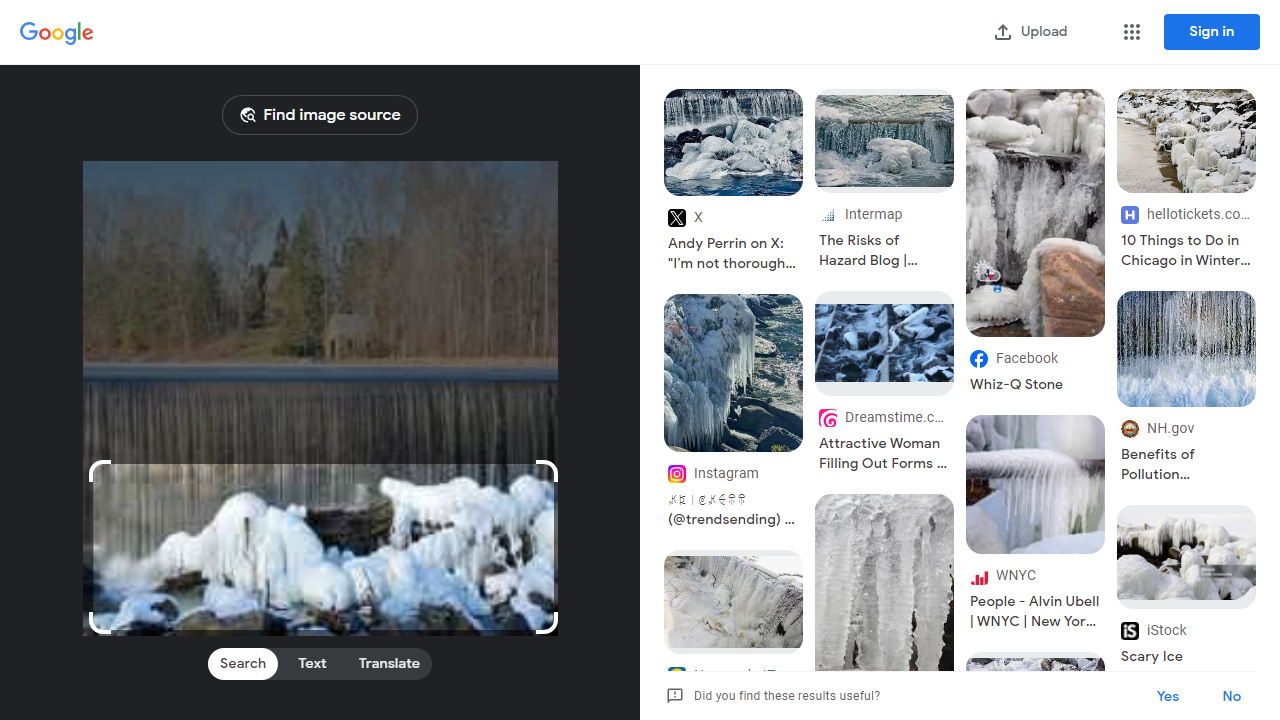 Google
Upload
Sign in
Find image source
Search
Text
Translate
X
Andy Perrin on X:
"I'm not thorough...
Instagram
(@trendsending) ...
Intermap
The Risks of
Hazard Blog |...
Dreamstime.c...
Attractive Woman
Filling Out Forms ...
Facebook
Whiz-Q Stone
WNYC
People - Alvin Ubell
| WNYC | New Yor...
hellotickets.co...
10 Things to Do in
Chicago in Winter...
NH.gov
Benefits of
Pollution...
iStock
Scary Ice
Did you find these results useful?
Yes
No